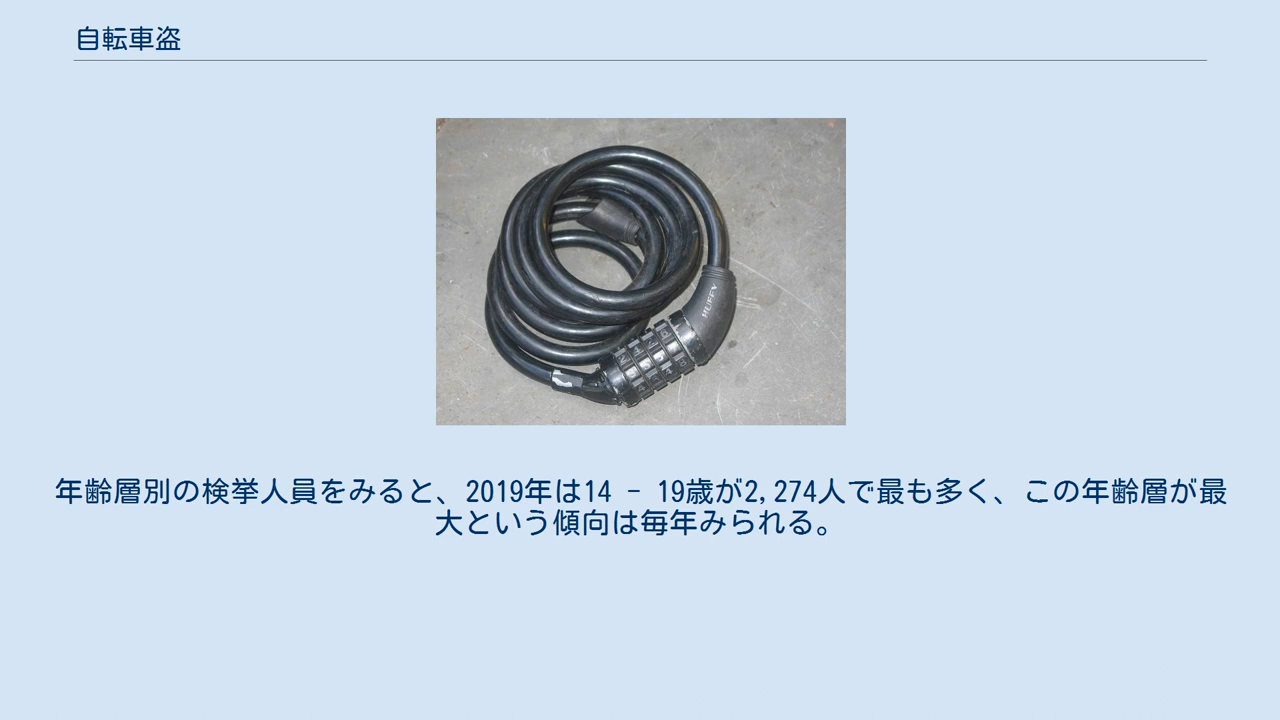 自転車盗
HUFFY
年齢層別の検挙人員をみると、2019年は14 - 19歳が2,274人で最も多く、この年齢層が最
大という傾向は毎年みられる。